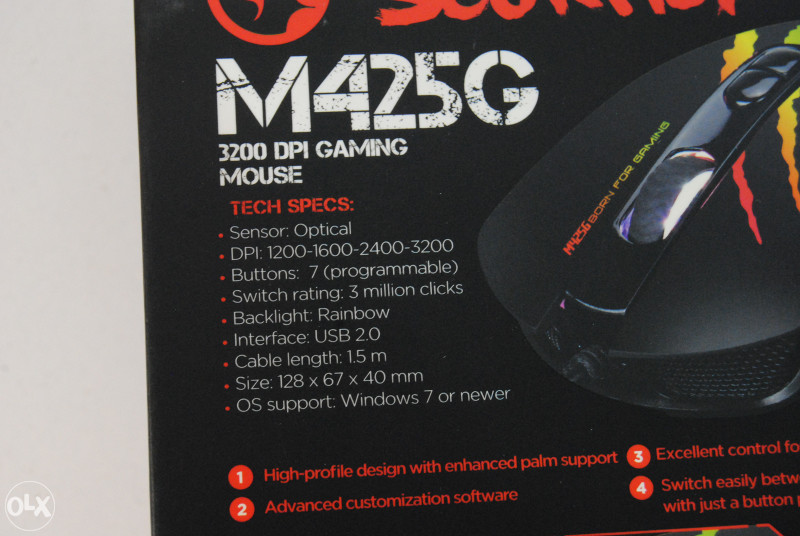 M425G
3200 DPI GAMING
MOUSE
TECH SPECS:
• Sensor: Optical
• DPI: 1200-1600-2400-3200
• Buttons: 7 (programmable)
• Switch rating: 3 million clicks
• Backlight: Rainbow
• Interface: USB 2.0
• Cable length: 1.5 m
• Size: 128 x 67 x 40 mm
• OS support: Windows 7 or newer
M425G BORN FOR GAMING
1 High-profile design with enhanced palm support
2 Advanced customization software
3 Excellent control fo
4 Switch easily betw
with just a button p
OLX